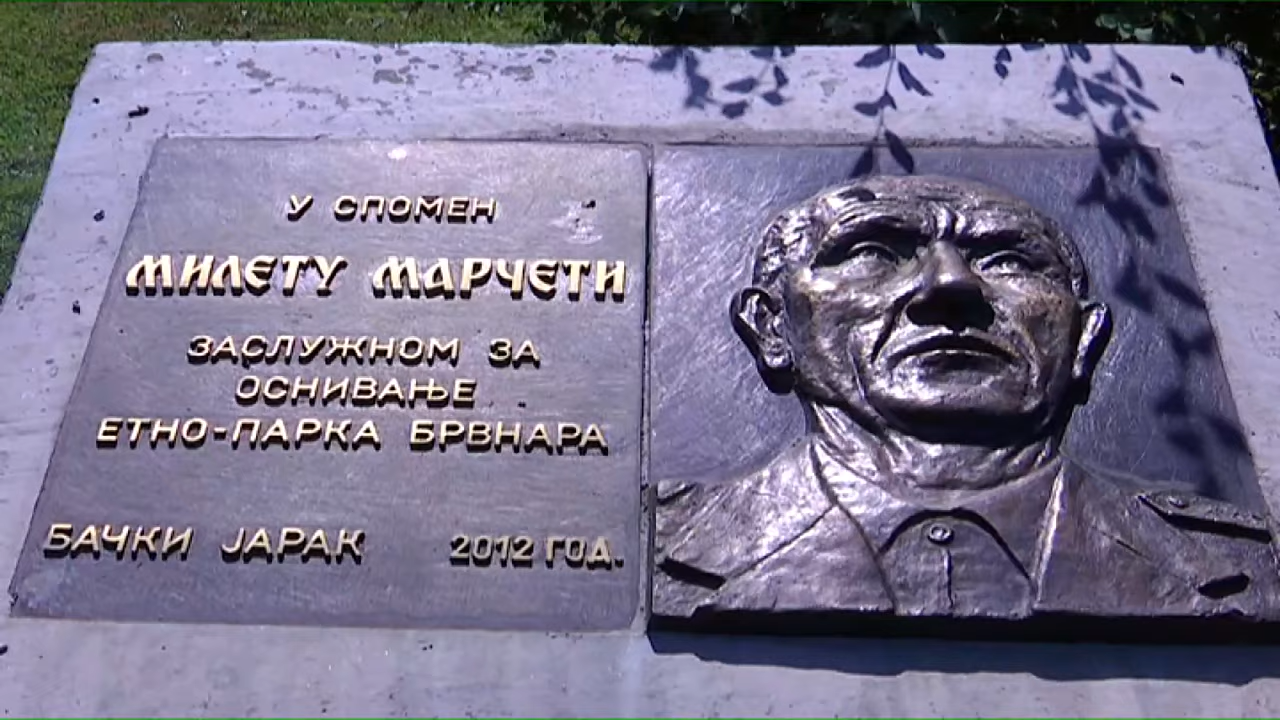 У СПОМЕН
МИЛЕТУ МАРЧЕТИ
ЗАСЛУЖНОМ ЗА
ОСНИВАЊЕ
ЕТНО-ПАРКА БРВНАРА
БАЧКИ ЈАРАК 2012 ГОД.